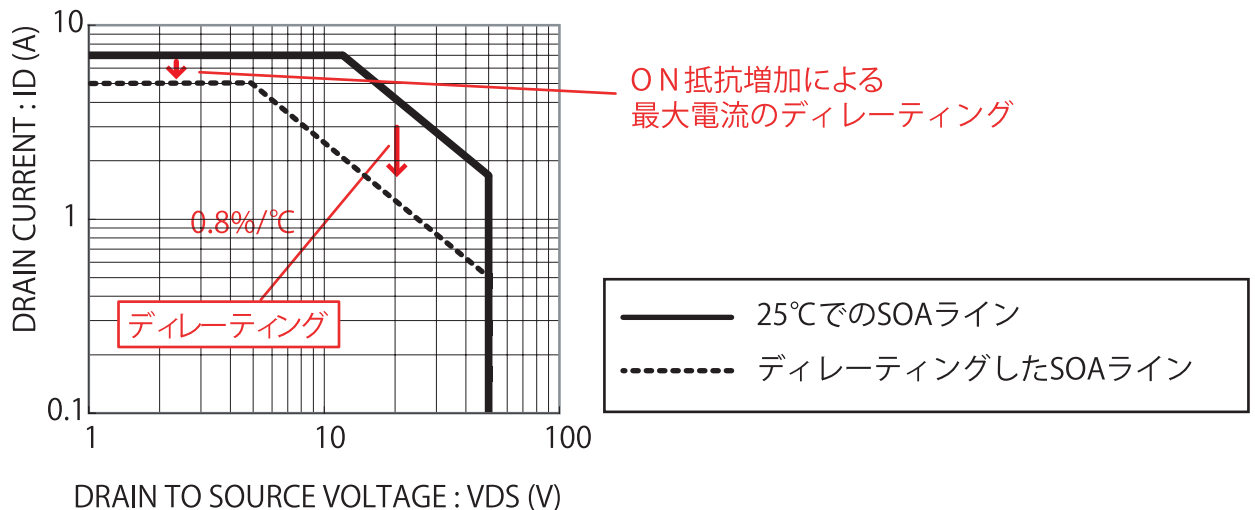 10
1
0.1
DRAIN CURRENT : ID (A)
1
10
100
DRAIN TO SOURCE VOLTAGE : VDS (V)
0.8%/℃
ディレーティング
ON抵抗増加による
最大電流のディレーティング
25℃でのSOAライン
ディレーティングしたSOAライン